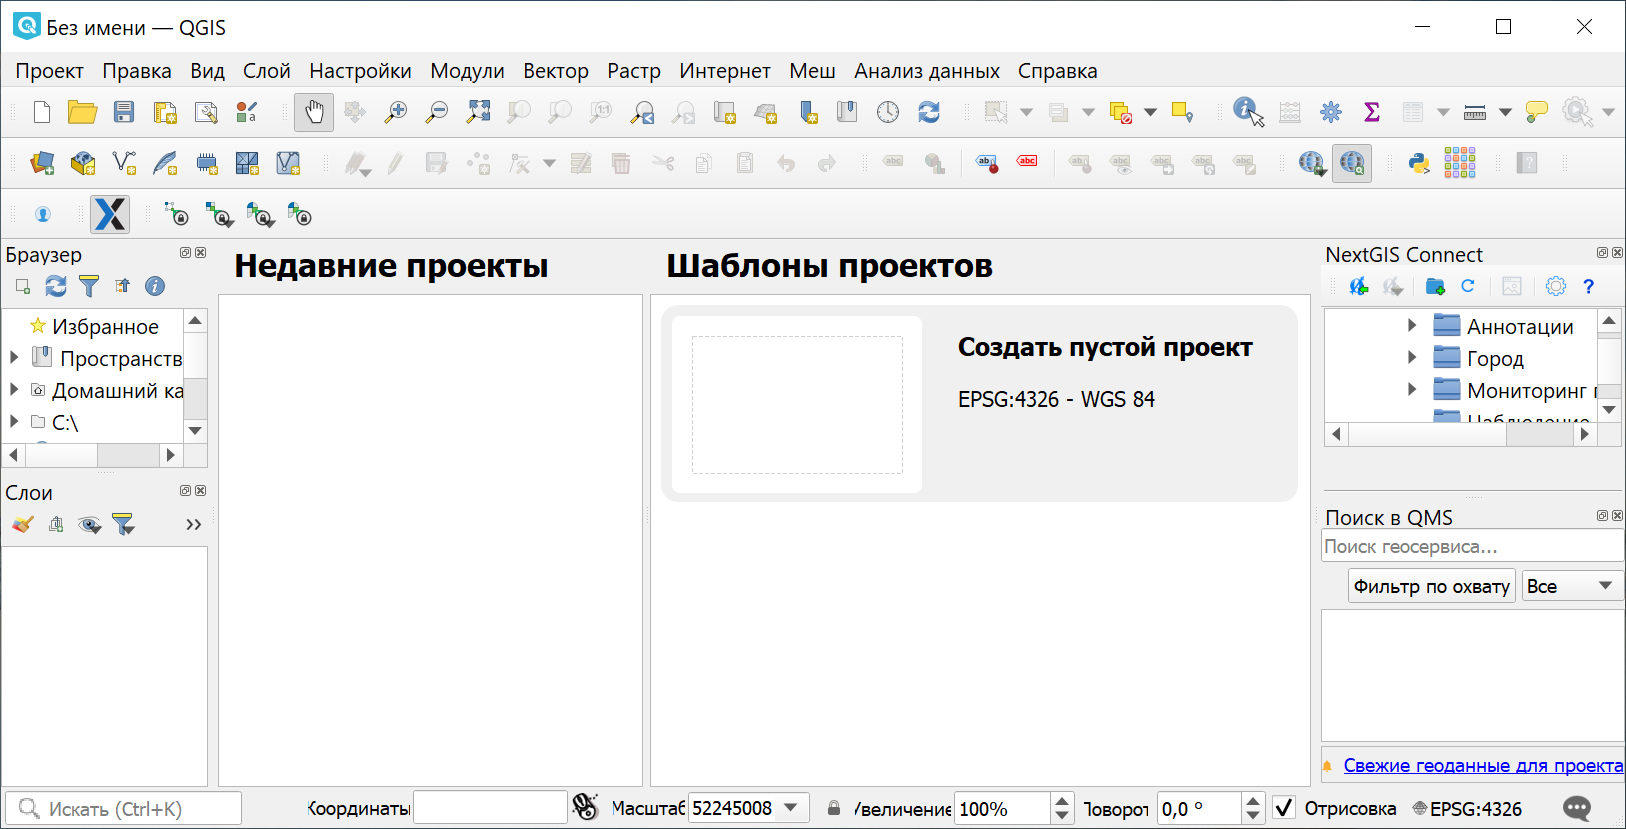 Без имени — QGIS
Проект Правка Вид Слой Настройки Модули Вектор Растр Интернет Меш Анализ данных Справка
Браузер
Избранное
Пространств
Домашний ка
C:\
Слои
Недавние проекты
Шаблоны проектов
Создать пустой проект
EPSG:4326 - WGS 84
NextGIS Connect
Аннотации
Город
Мониторинг
Поиск в QMS
Поиск геосервиса...
Фильтр по охвату Все
Свежие геоданные для проекта
Искать (Ctrl+K) Координаты Масштаб 52245008 Увеличение 100% Поворот 0,0 ° Отрисовка EPSG:4326